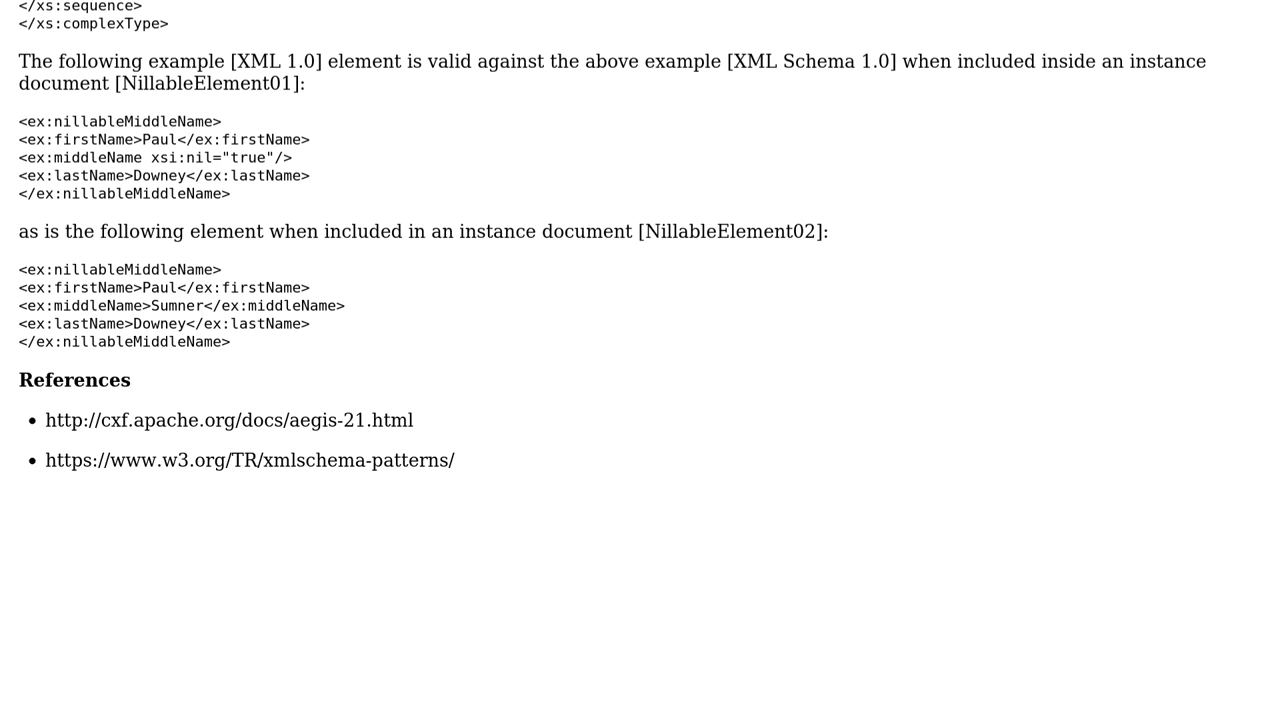 </xs:sequence>
</xs:complexType>
The following example [XML 1.0] element is valid against the above example [XML Schema 1.0] when included inside an instance
document [NillableElement01]:
<ex:nillableMiddleName>
<ex:firstName>Paul</ex:firstName>
<ex:middleName xsi:nil="true"/>
<ex:lastName>Downey</ex:lastName>
</ex:nillableMiddleName>
as is the following element when included in an instance document [NillableElement02]:
<ex:nillableMiddleName>
<ex:firstName>Paul</ex:firstName>
<ex:middleName>Sumner</ex:middleName>
<ex:lastName>Downey</ex:lastName>
</ex:nillableMiddleName>
References
• http://cxf.apache.org/docs/aegis-21.html
• https://www.w3.org/TR/xmlschema-patterns/